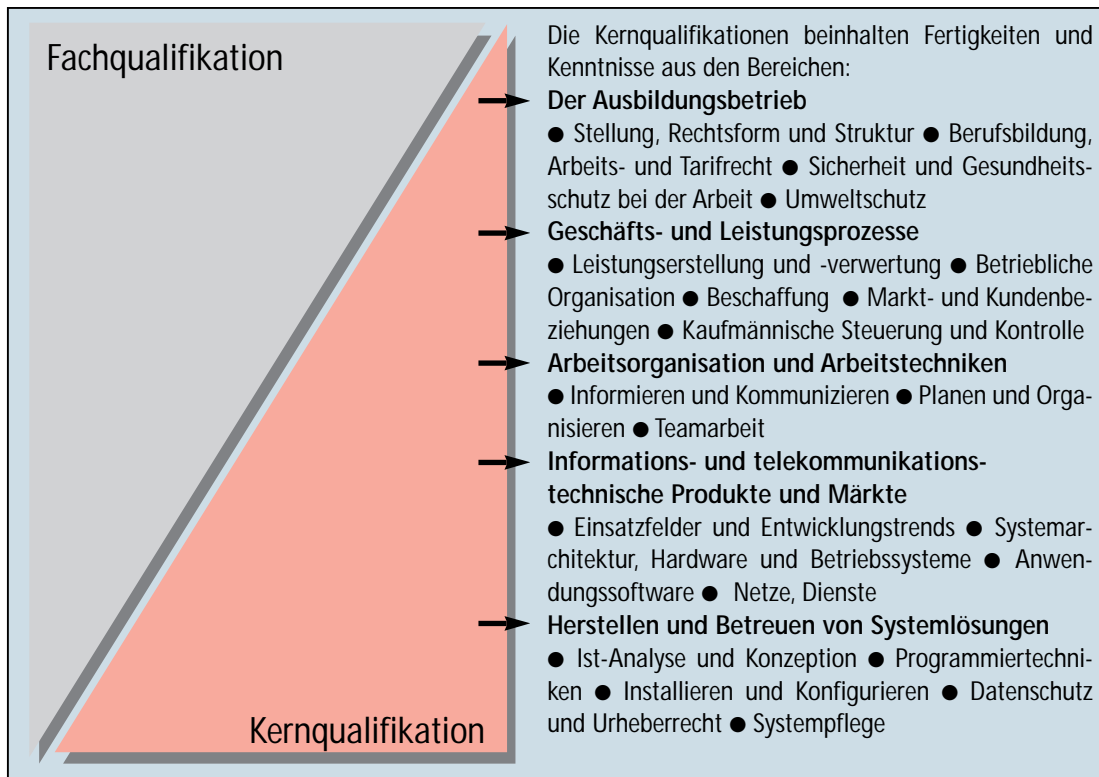 Fachqualifikation
Kernqualifikation
Die Kernqualifikationen beinhalten Fertigkeiten und
Kenntnisse aus den Bereichen:
Der Ausbildungsbetrieb
● Stellung, Rechtsform und Struktur ● Berufsbildung,
Arbeits- und Tarifrecht ● Sicherheit und Gesundheits-
schutz bei der Arbeit ● Umweltschutz
Geschäfts- und Leistungsprozesse
● Leistungserstellung und -verwertung ● Betriebliche
Organisation ● Beschaffung ● Markt- und Kundenbe-
ziehungen ● Kaufmännische Steuerung und Kontrolle
Arbeitsorganisation und Arbeitstechniken
● Informieren und Kommunizieren ● Planen und Orga-
nisieren ● Teamarbeit
Informations- und telekommunikations-
technische Produkte und Märkte
● Einsatzfelder und Entwicklungstrends ● Systemar-
chitektur, Hardware und Betriebssysteme ● Anwen-
dungssoftware ● Netze, Dienste
Herstellen und Betreuen von Systemlösungen
● Ist-Analyse und Konzeption ● Programmiertechni-
ken ● Installieren und Konfigurieren ● Datenschutz
und Urheberrecht ● Systempflege